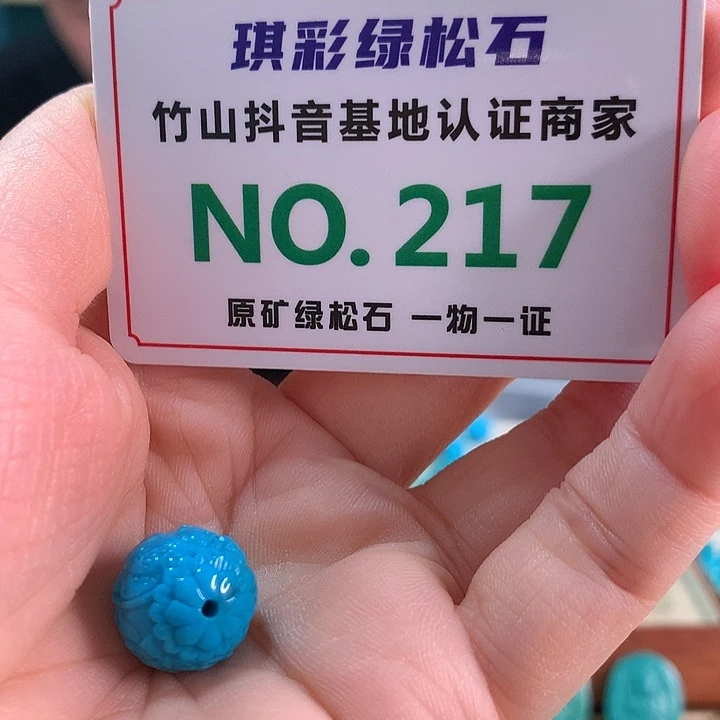 琪彩绿松石
竹山抖音基地认证商家
NO.217
原矿绿松石 一物一证